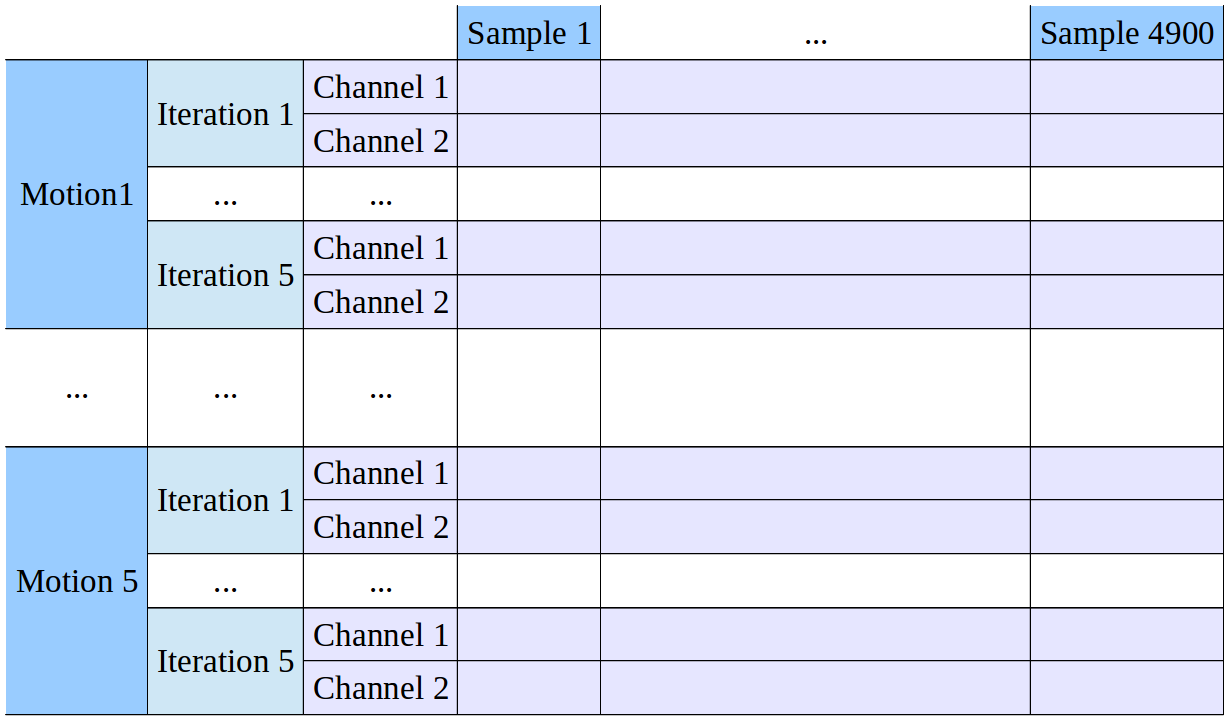 Sample 1 ... Sample 4900
Motion1 Iteration 1 Channel 1
Channel 2
... ...
Iteration 5 Channel 1
Channel 2
... ... ...
Motion 5 Iteration 1 Channel 1
Channel 2
... ...
Iteration 5 Channel 1
Channel 2